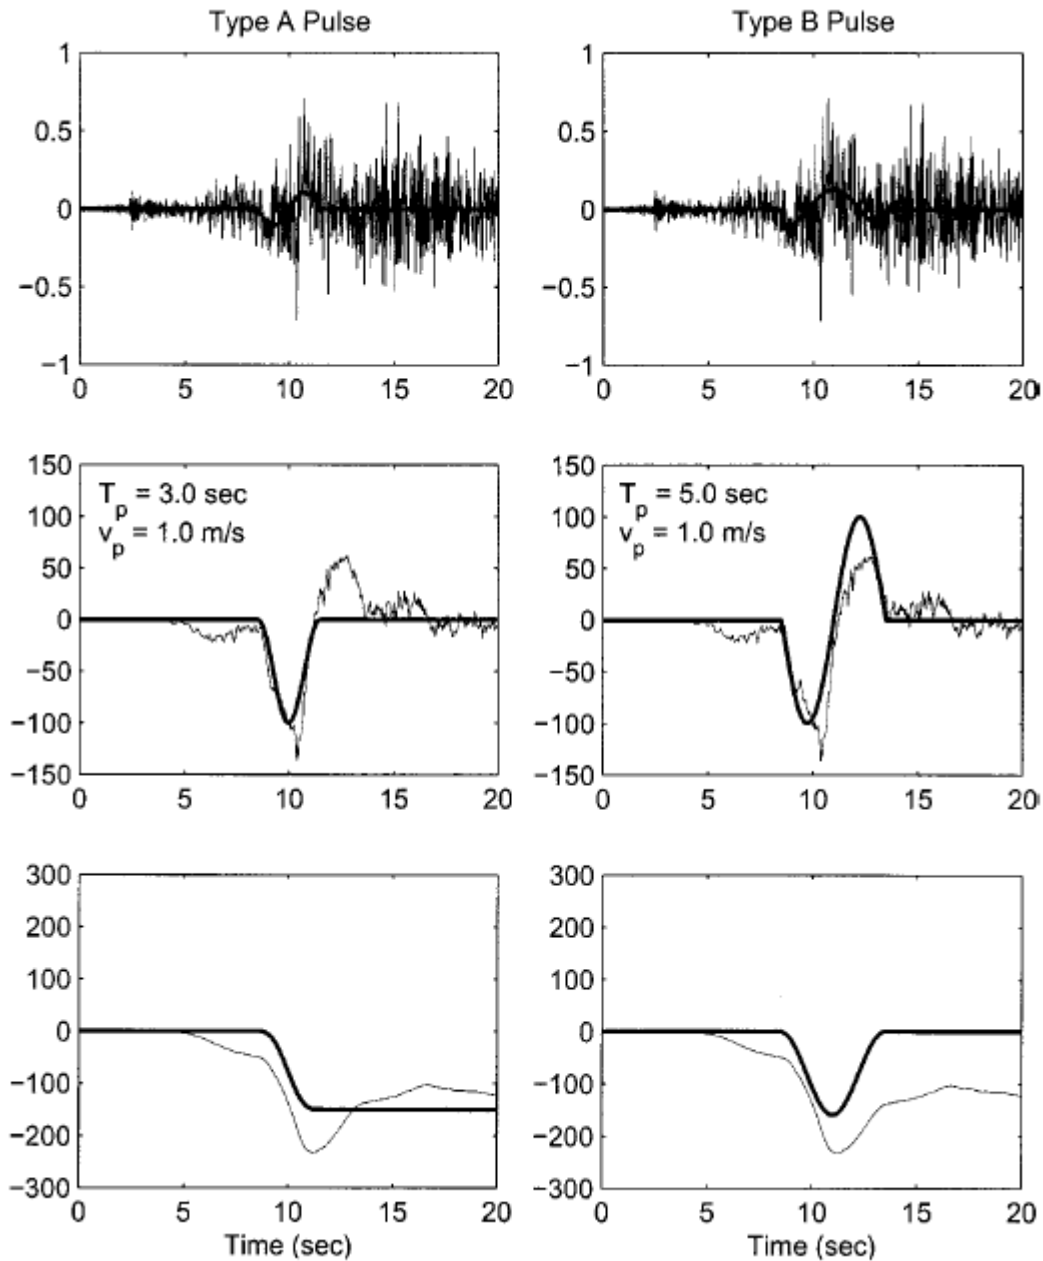 Type A Pulse
Type B Pulse
1
0.5
0
−0.5
−1
0 5 10 15 20
1
0.5
0
−0.5
−1
0 5 10 15 20
150
100
50
0
−50
−100
−150
T_p = 3.0 sec
v_p = 1.0 m/s
0 5 10 15 20
150
100
50
0
−50
−100
−150
T_p = 5.0 sec
v_p = 1.0 m/s
0 5 10 15 20
300
200
100
0
−100
−200
−300
0 5 10 15 20
Time (sec)
300
200
100
0
−100
−200
−300
0 5 10 15 20
Time (sec)